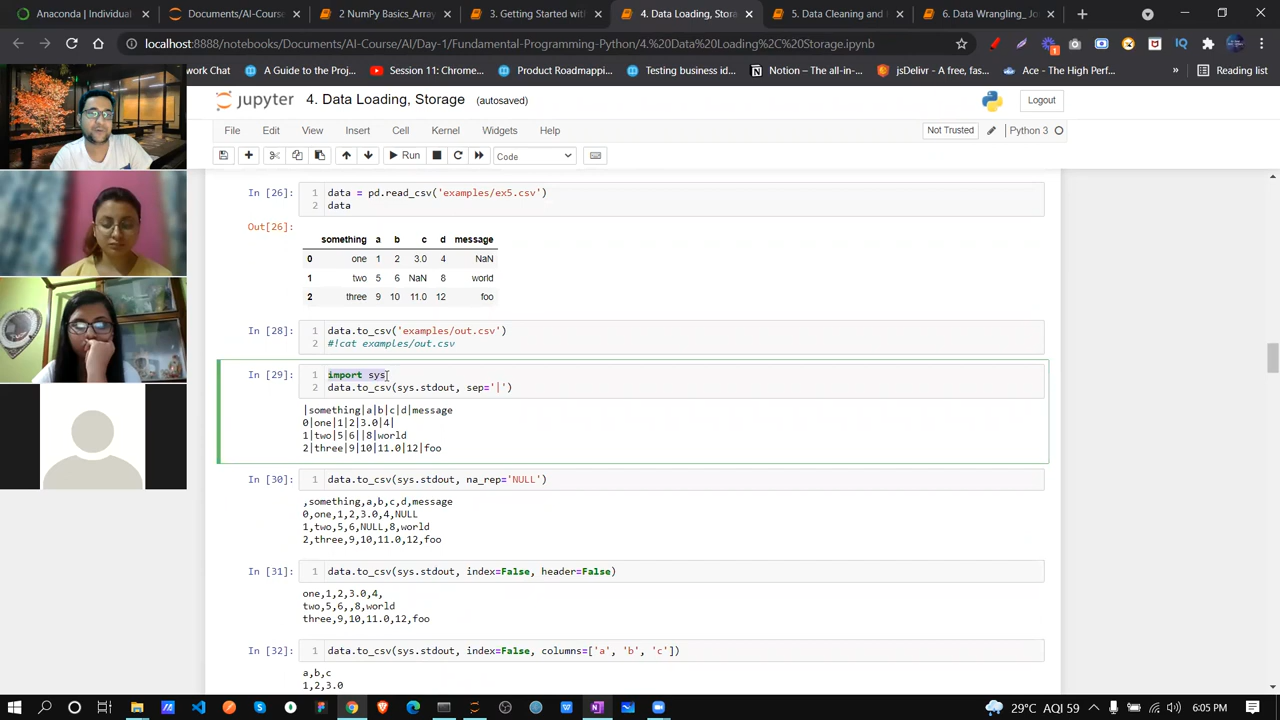 Anaconda | Individual
Documents/AI-Course
2 NumPy Basics_Array
3. Getting Started with
4. Data Loading, Stora
5. Data Cleaning and
6. Data Wrangling_ Jo
localhost:8888/notebooks/Documents/AI-Course/AI/Day-1/Fundamental-Programming-Python/4.%20Data%20Loading%2C%20Storage.ipynb
work Chat
A Guide to the Proj...
Session 11: Chrome...
Product Roadmappi...
Testing business id...
Notion – The all-in-...
jsDelivr - A free, fas...
Ace - The High Perf...
»
Reading list
jupyter 4. Data Loading, Storage (autosaved)
Logout
File Edit View Insert Cell Kernel Widgets Help
Not Trusted
Python 3
Run
Code
In [26]:
1 data = pd.read_csv('examples/ex5.csv')
2 data
Out[26]:
something a b c d message
0 one 1 2 3.0 4 NaN
1 two 5 6 NaN 8 world
2 three 9 10 11.0 12 foo
In [28]:
1 data.to_csv('examples/out.csv')
2 #!cat examples/out.csv
In [29]:
1 import sys
2 data.to_csv(sys.stdout, sep='|')
|something|a|b|c|d|message
0|one|1|2|3.0|4|
1|two|5|6||8|world
2|three|9|10|11.0|12|foo
In [30]:
1 data.to_csv(sys.stdout, na_rep='NULL')
,something,a,b,c,d,message
0,one,1,2,3.0,4,NULL
1,two,5,6,NULL,8,world
2,three,9,10,11.0,12,foo
In [31]:
1 data.to_csv(sys.stdout, index=False, header=False)
one,1,2,3.0,4,
two,5,6,,8,world
three,9,10,11.0,12,foo
In [32]:
1 data.to_csv(sys.stdout, index=False, columns=['a', 'b', 'c'])
a,b,c
1,2,3.0
29°C AQI 59
6:05 PM